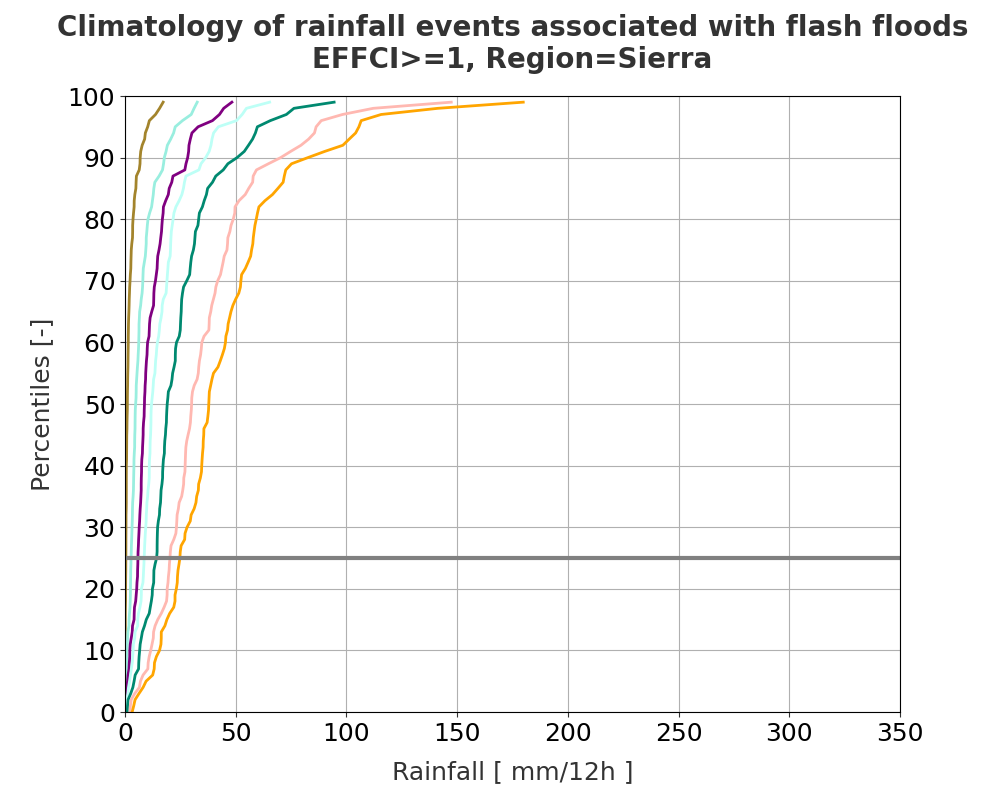 Climatology of rainfall events associated with flash floods
EFFCI>=1, Region=Sierra
100
90
80
70
60
50
40
30
20
10
0
Percentiles [-]
0 50 100 150 200 250 300 350
Rainfall [ mm/12h ]